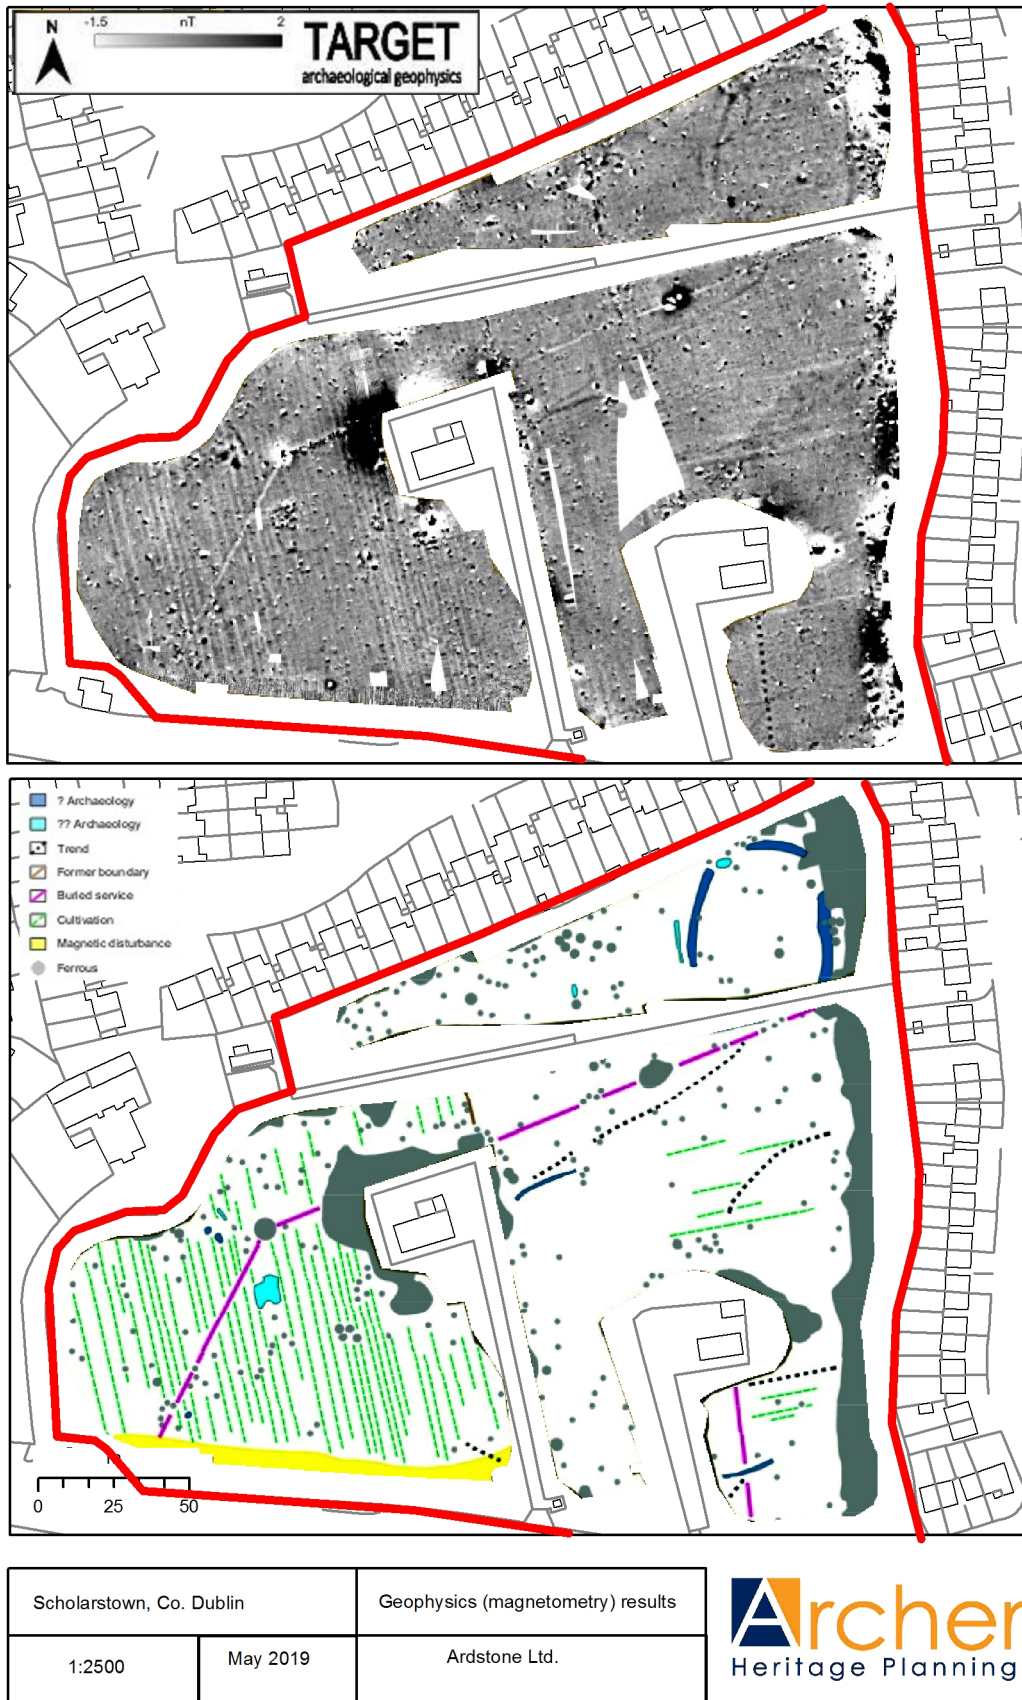 N
-1.5 nT 2
TARGET
archaeological geophysics
? Archaeology
?? Archaeology
Trend
Former boundary
Buried service
Cultivation
Magnetic disturbance
Ferrous
0 25 50
Scholarstown, Co. Dublin
Geophysics (magnetometry) results
1:2500
May 2019
Ardstone Ltd.
Archer
Heritage Planning